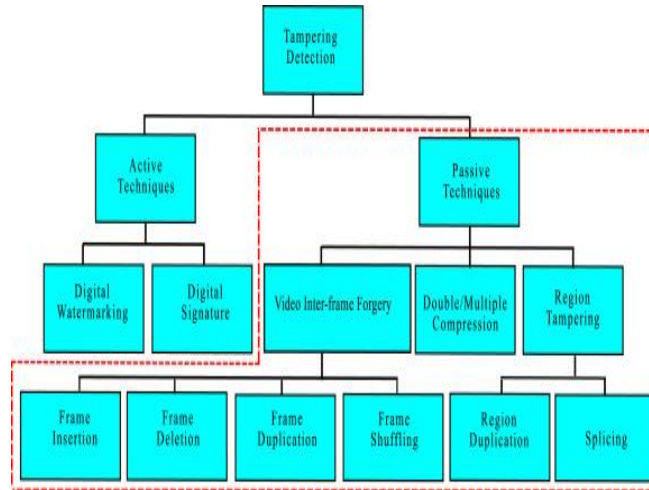 Tampering
Detection
Active
Techniques
Passive
Techniques
Digital
Watermarking
Digital
Signature
Video Inter-frame Forgery
Double/Multiple
Compression
Region
Tampering
Frame
Insertion
Frame
Deletion
Frame
Duplication
Frame
Shuffling
Region
Duplication
Splicing